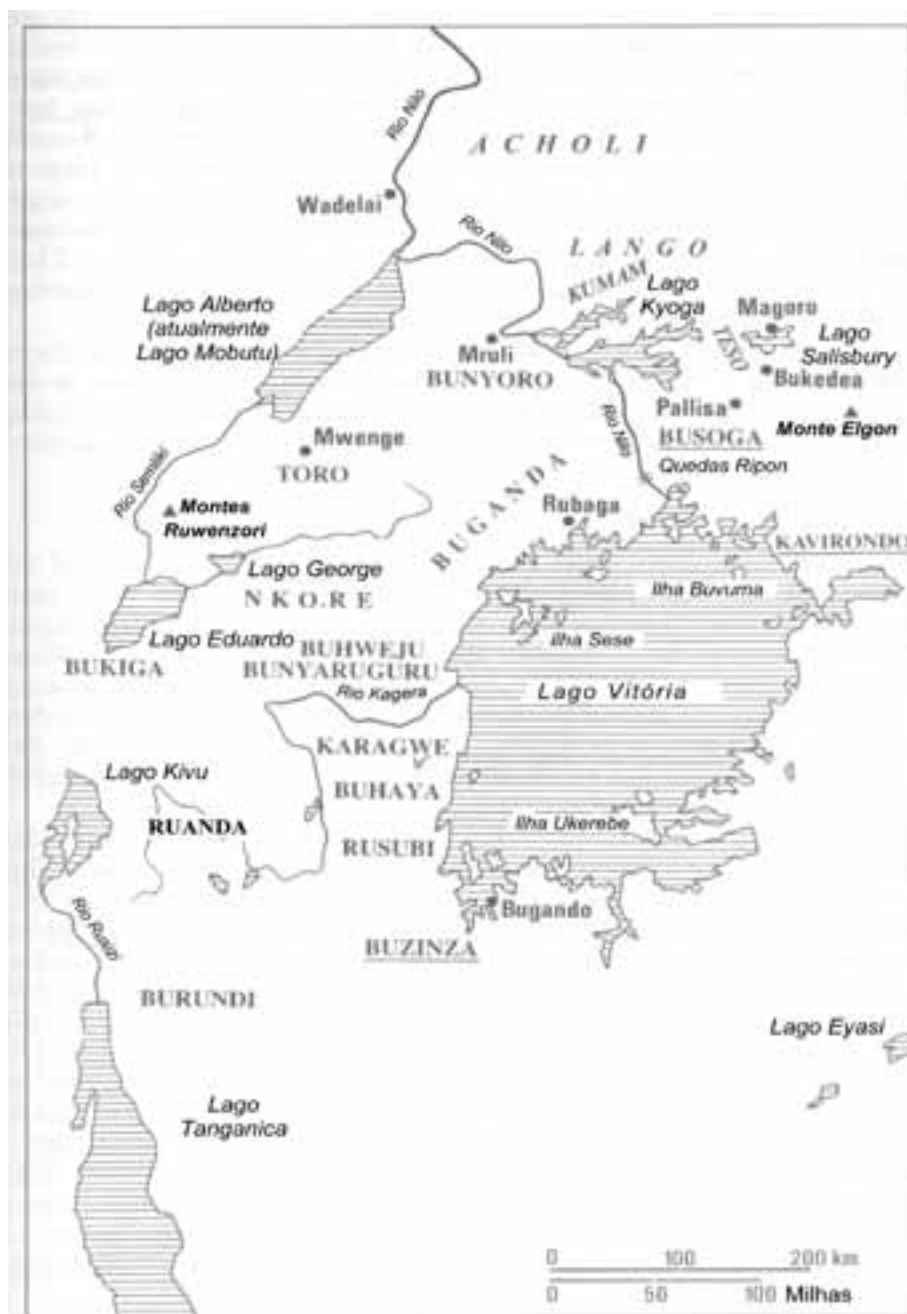 Rio Nilo
ACHOLI
Wadelai
Rio Nilo
LANGO
KUMAM
Lago
Kyoga
Lago Alberto
(atualmente
Lago Mobutu)
Magoro
TESO
Lago
Salisbury
Mruli
BUNYORO
Bukedea
Pallisa
Monte Elgon
BUSOGA
Rio Nilo
Quedas Ripon
Mwenge
TORO
Rio Semliki
Montes
Ruwenzori
BUGANDA
Rubaga
KAVIRONDO
Lago George
NKO.RE
Ilha Buvuma
Lago Eduardo
BUKIGA
BUHWEJU
BUNYARUGURU
Ilha Sese
Rio Kagera
Lago Vitória
KARAGWE
Lago Kivu
BUHAYA
RUANDA
Ilha Ukerebe
RUSUBI
Bugando
Rio Rusizi
BUZINZA
BURUNDI
Lago Eyasi
Lago
Tanganica
0 100 200 km
0 50 100 Milhas